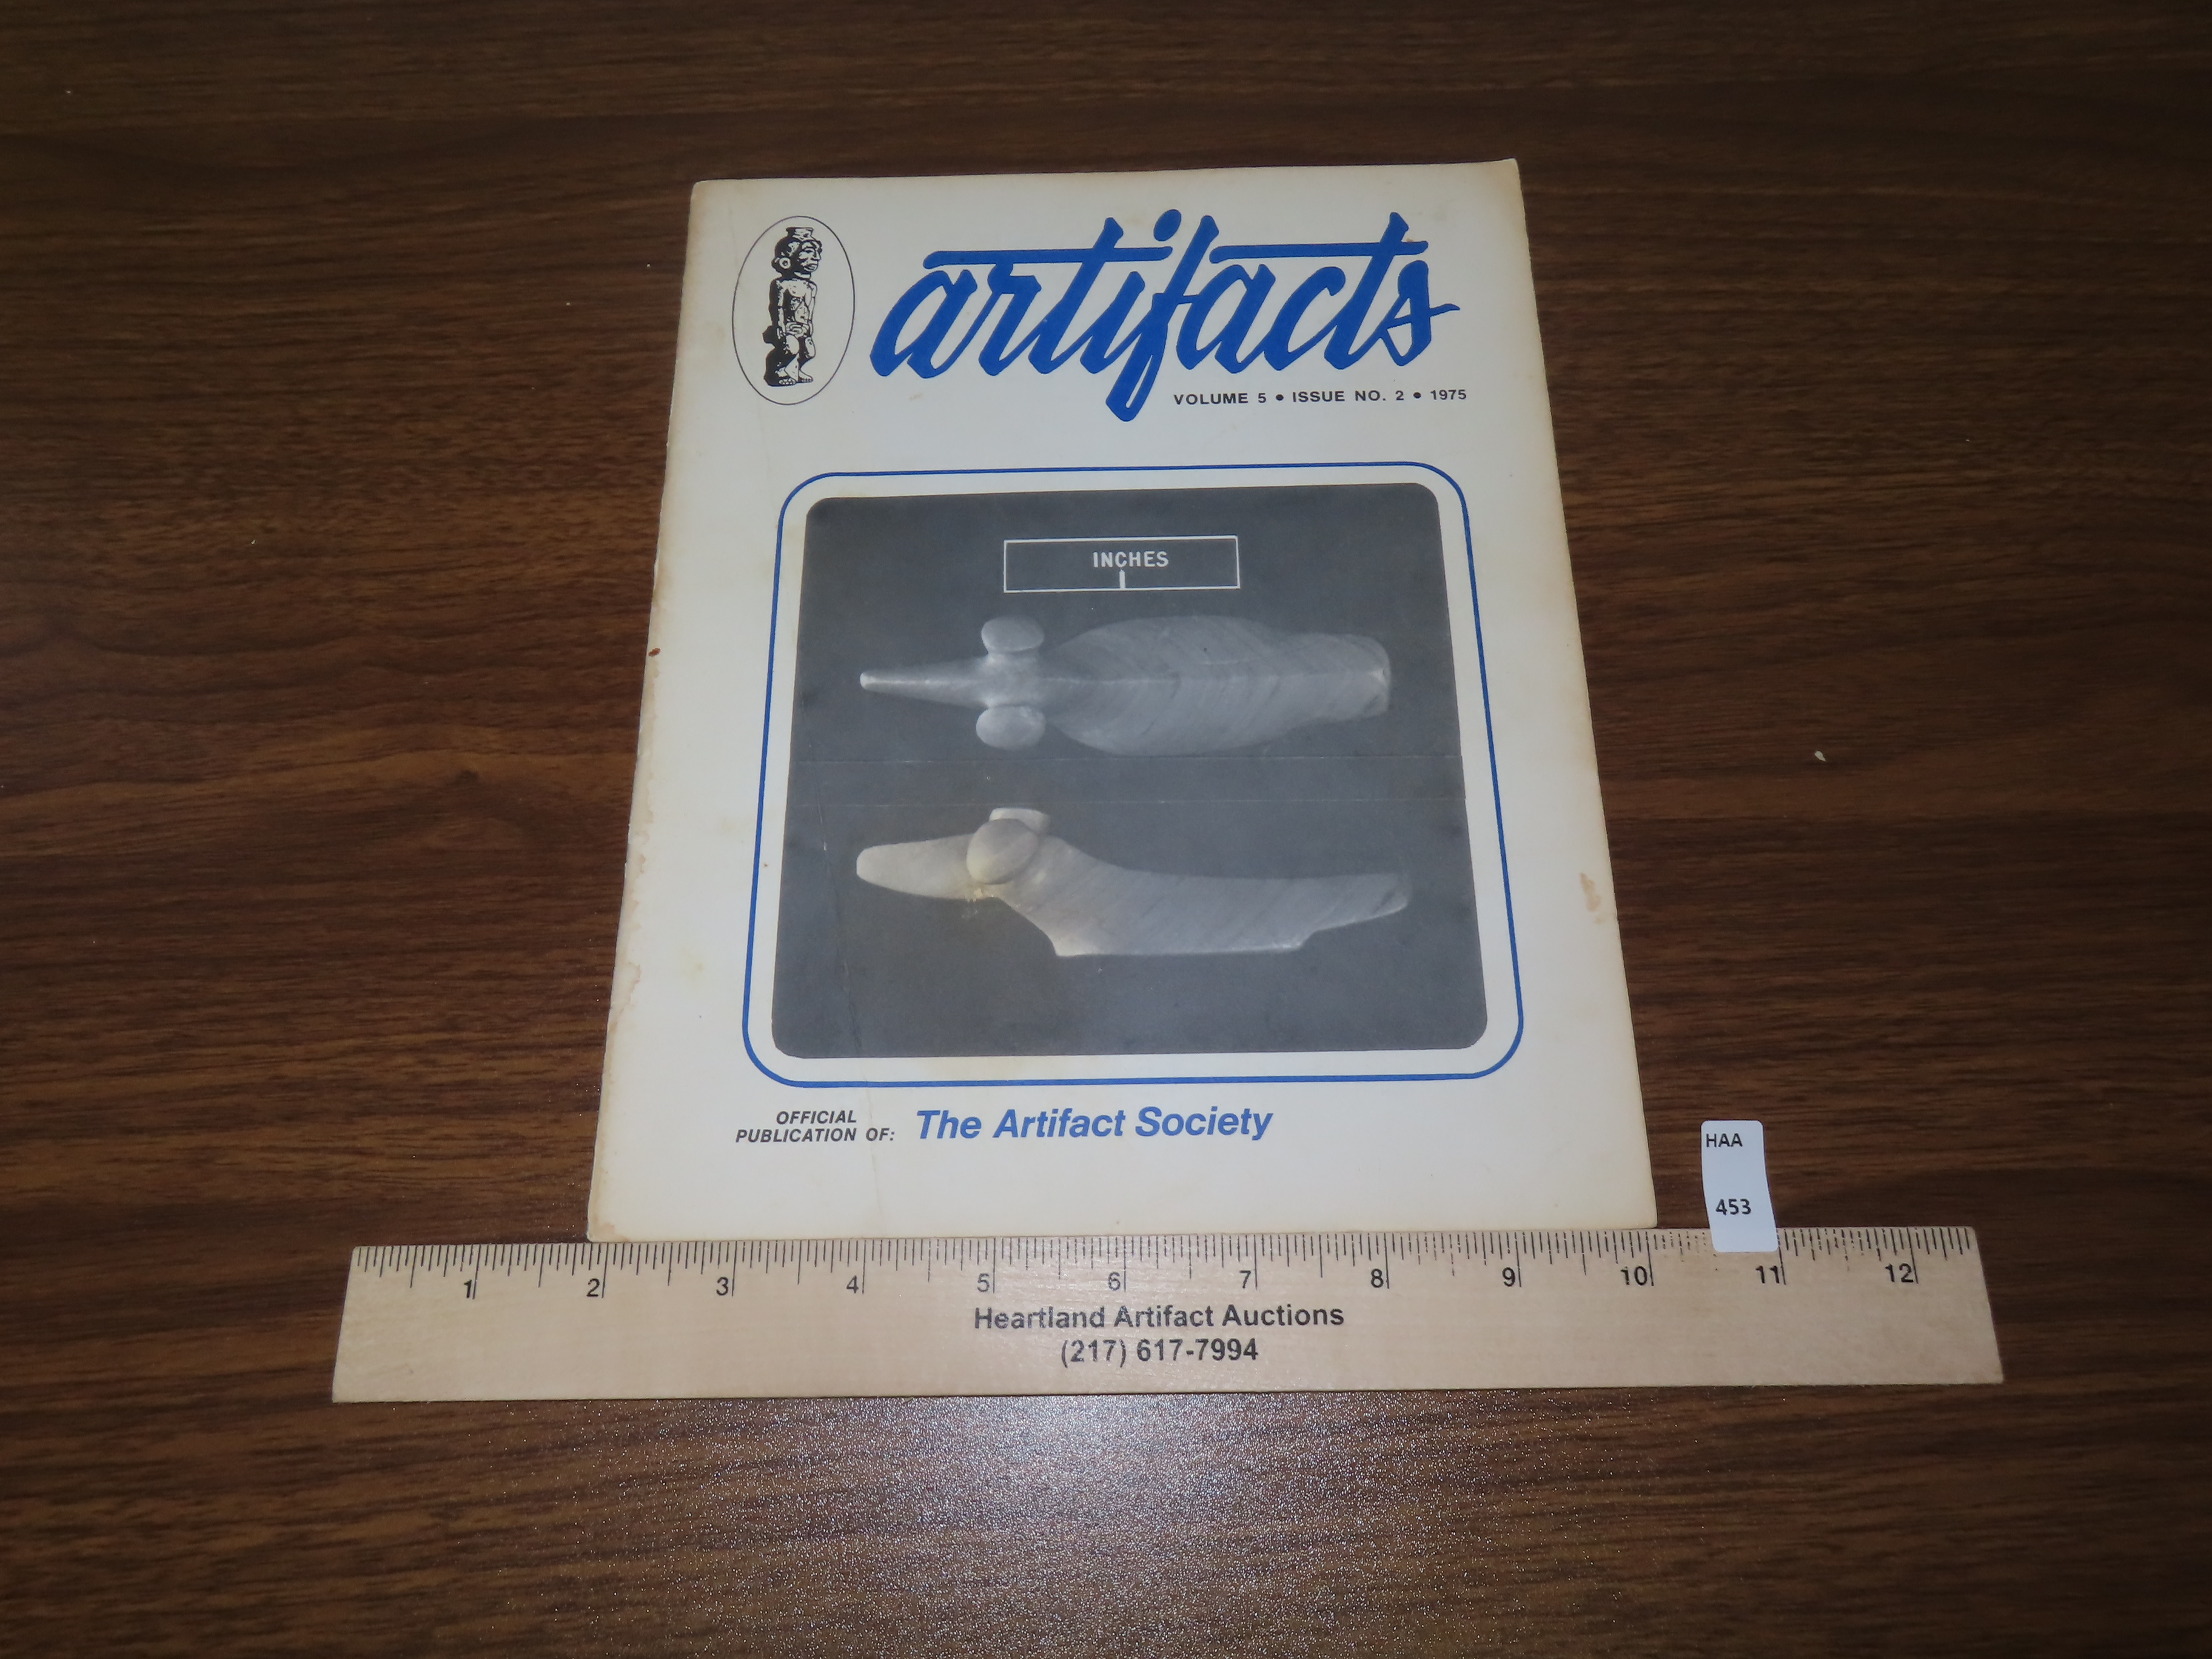 artifacts
VOLUME 5 • ISSUE NO. 2 • 1975
INCHES
OFFICIAL
PUBLICATION OF: The Artifact Society
HAA
453
1 2 3 4 5 6 7 8 9 10 11 12
Heartland Artifact Auctions
(217) 617-7994